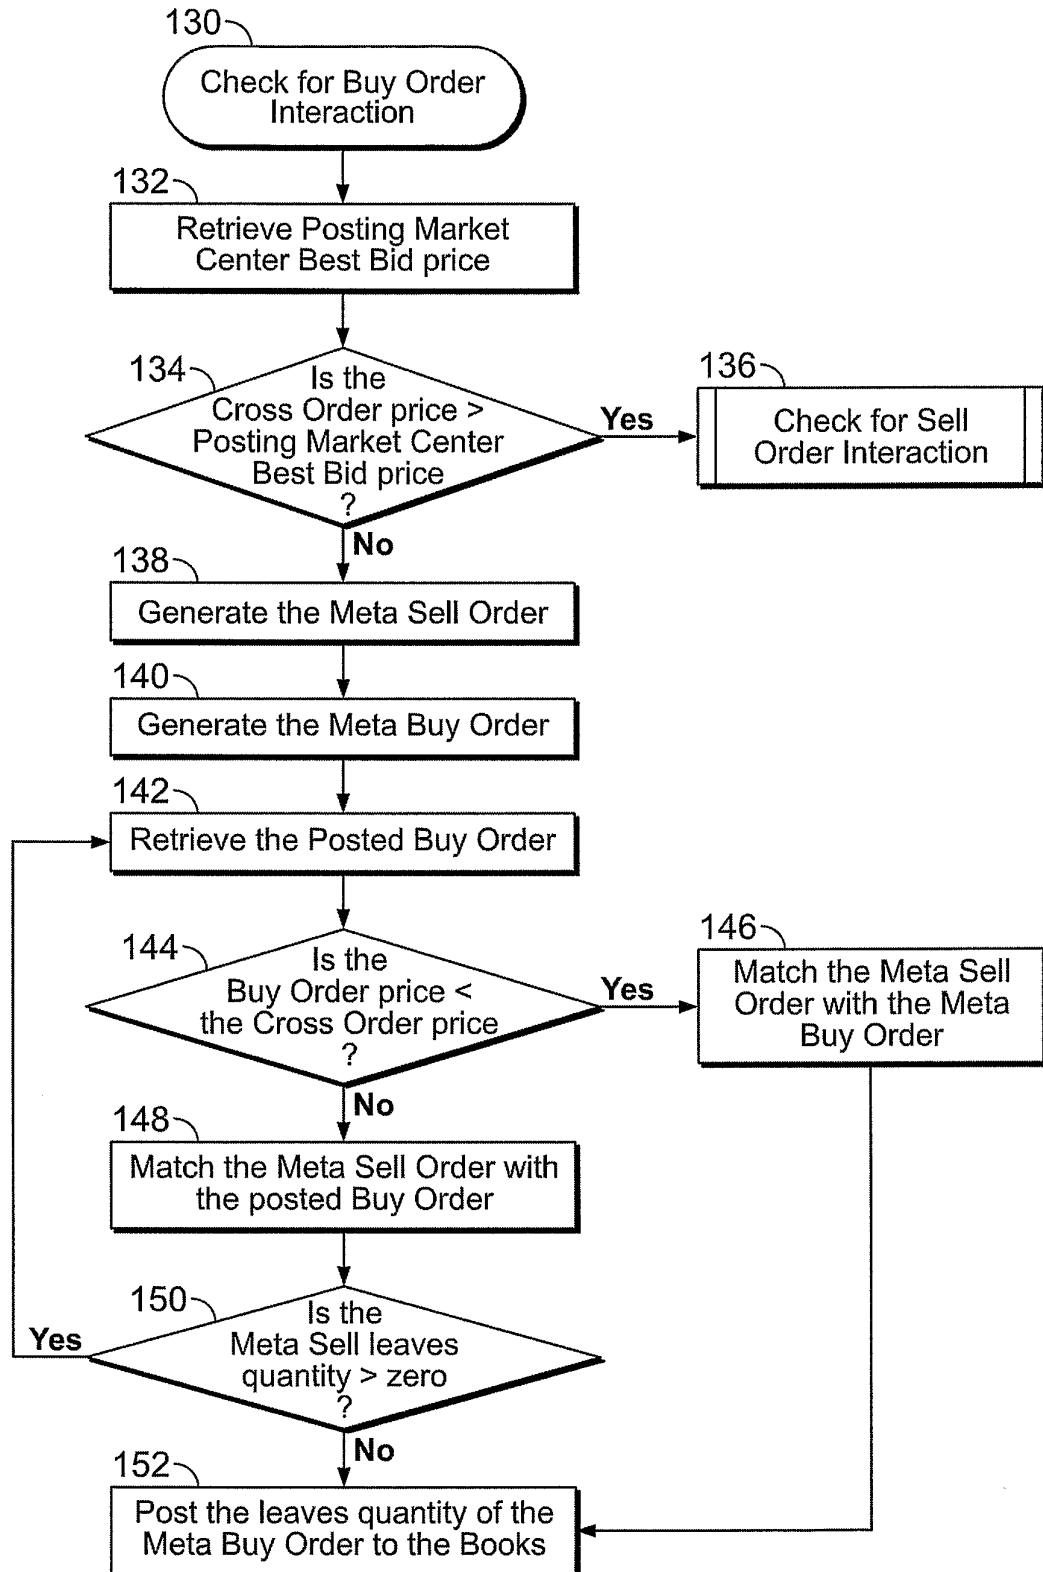 130
Check for Buy Order
Interaction
132
Retrieve Posting Market
Center Best Bid price
134
Is the
Cross Order price >
Posting Market Center
Best Bid price
?
Yes
136
Check for Sell
Order Interaction
No
138
Generate the Meta Sell Order
140
Generate the Meta Buy Order
142
Retrieve the Posted Buy Order
144
Is the
Buy Order price <
the Cross Order price
?
Yes
146
Match the Meta Sell
Order with the Meta
Buy Order
No
148
Match the Meta Sell Order with
the posted Buy Order
150
Is the
Meta Sell leaves
quantity > zero
?
Yes
No
152
Post the leaves quantity of the
Meta Buy Order to the Books